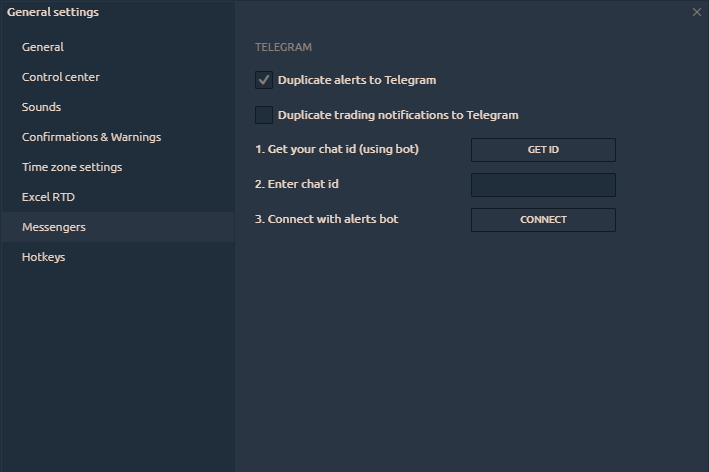 General settings
General
Control center
Sounds
Confirmations & Warnings
Time zone settings
Excel RTD
Messengers
Hotkeys
TELEGRAM
Duplicate alerts to Telegram
Duplicate trading notifications to Telegram
1. Get your chat id (using bot)
GET ID
2. Enter chat id
3. Connect with alerts bot
CONNECT